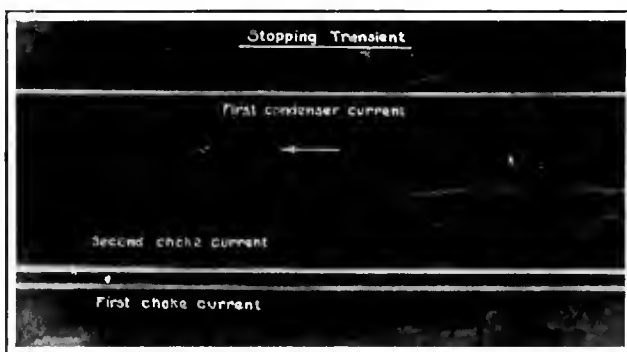 Stopping Transient
First condenser current
Second choke current
First choke current